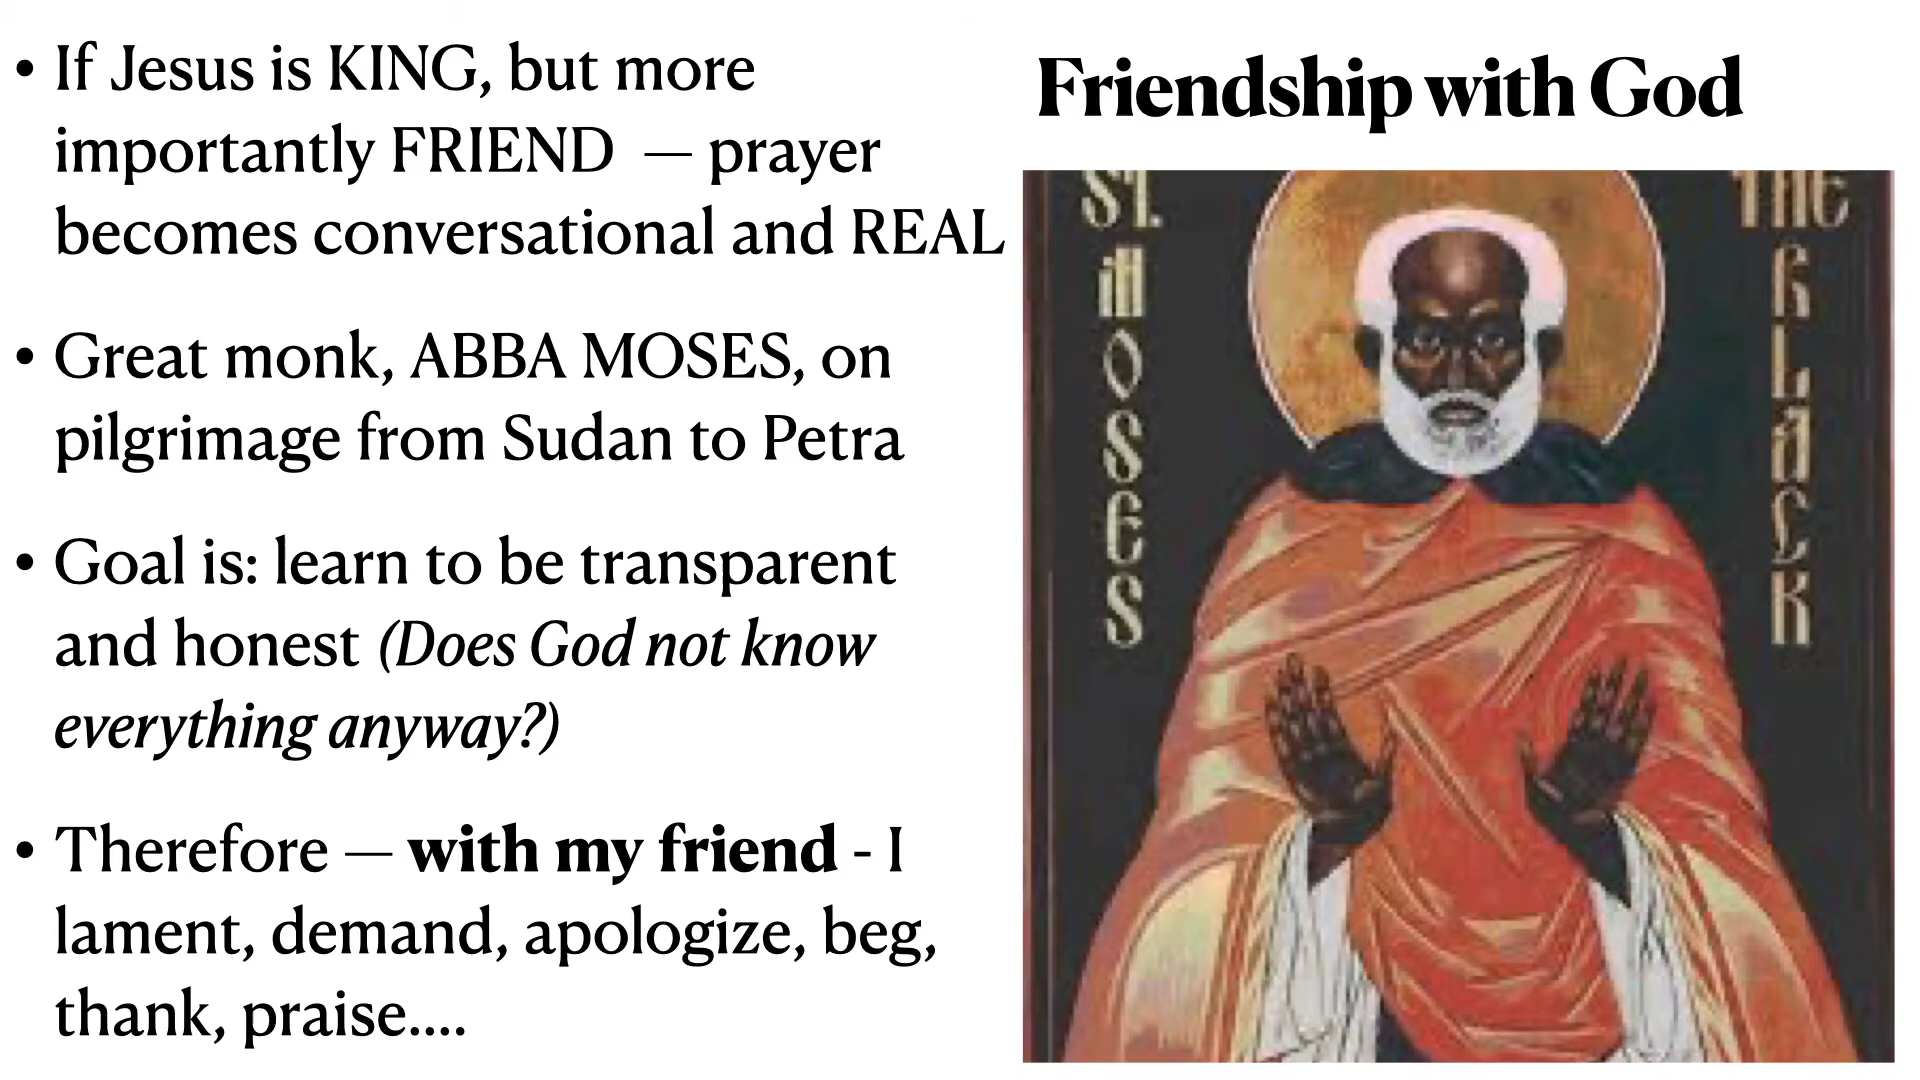 • If Jesus is KING, but more
importantly FRIEND — prayer
becomes conversational and REAL
• Great monk, ABBA MOSES, on
pilgrimage from Sudan to Petra
• Goal is: learn to be transparent
and honest (Does God not know
everything anyway?)
• Therefore — with my friend - I
lament, demand, apologize, beg,
thank, praise....
Friendship with God
ST.
MOSES
THE
BLACK